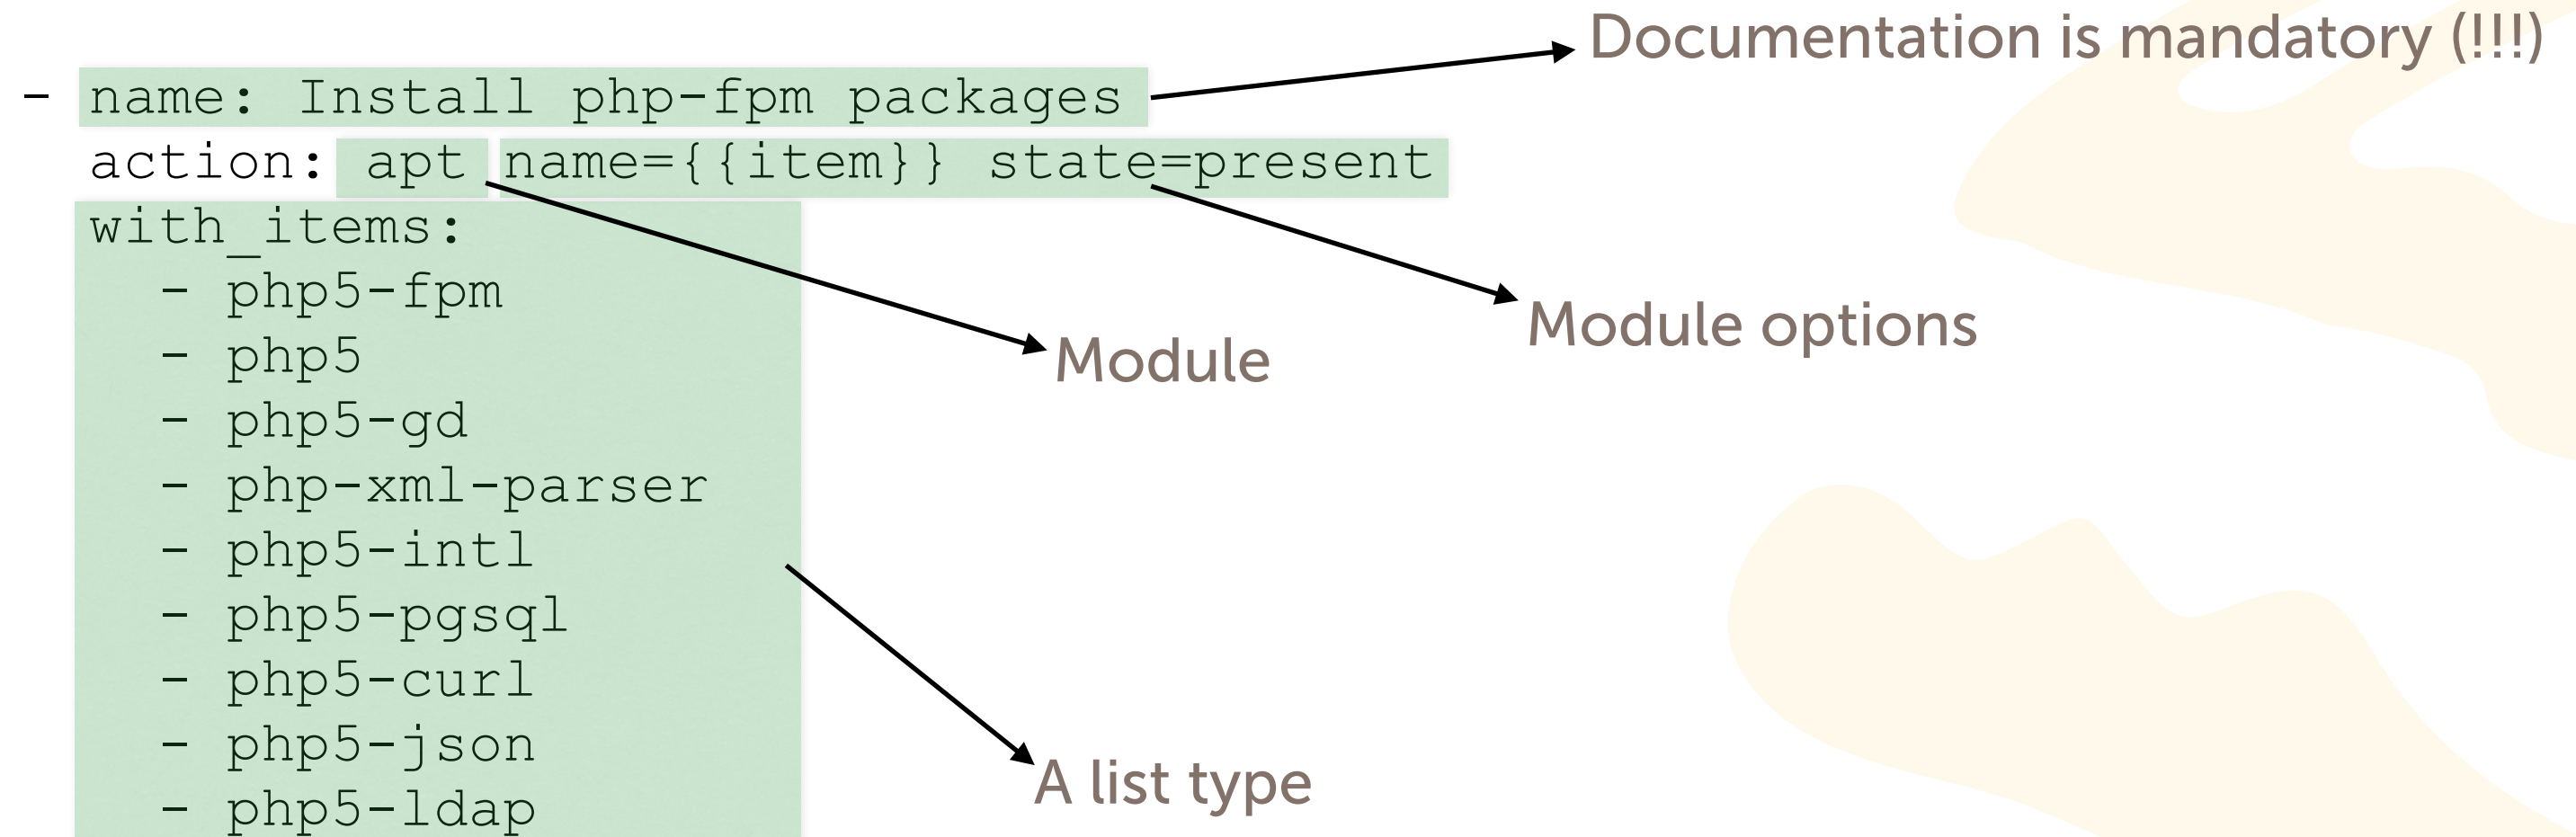 Documentation is mandatory (!!!)
- name: Install php-fpm packages
action: apt name={{item}} state=present
with_items:
- php5-fpm
- php5
- php5-gd
- php-xml-parser
- php5-intl
- php5-pgsql
- php5-curl
- php5-json
- php5-ldap
Module options
Module
A list type